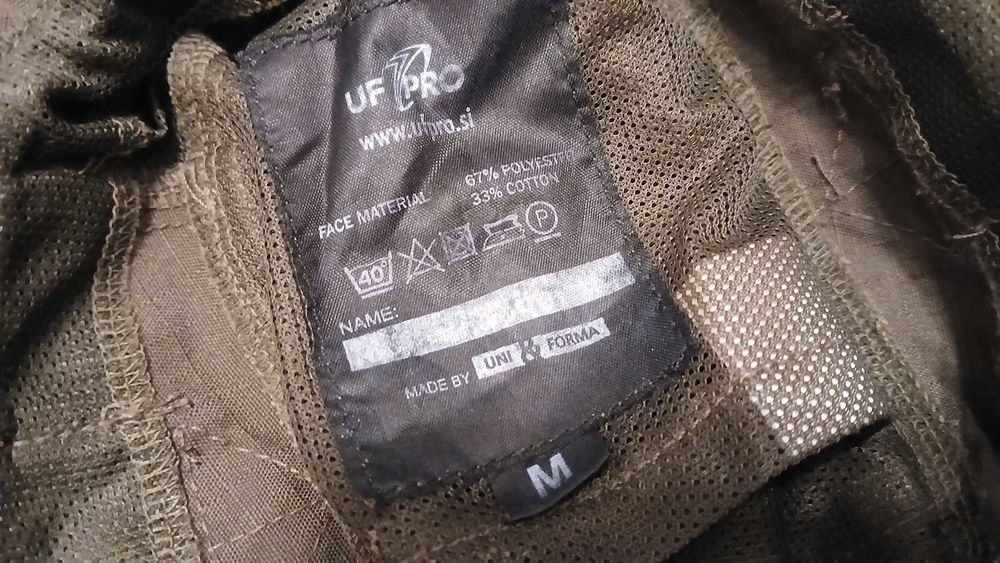 UF PRO
www.ufpro.si
FACE MATERIAL 67% POLYESTER
33% COTTON
40°
P
NAME:
MADE BY UNI & FORMA
M